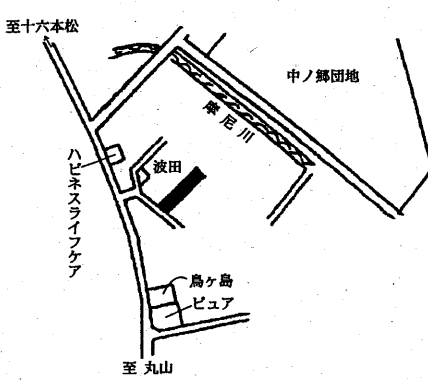 至十六本松
中ノ郷団地
摩尼川
ハピネスライフケア
波田
鳥ヶ島
ピュア
至 丸山